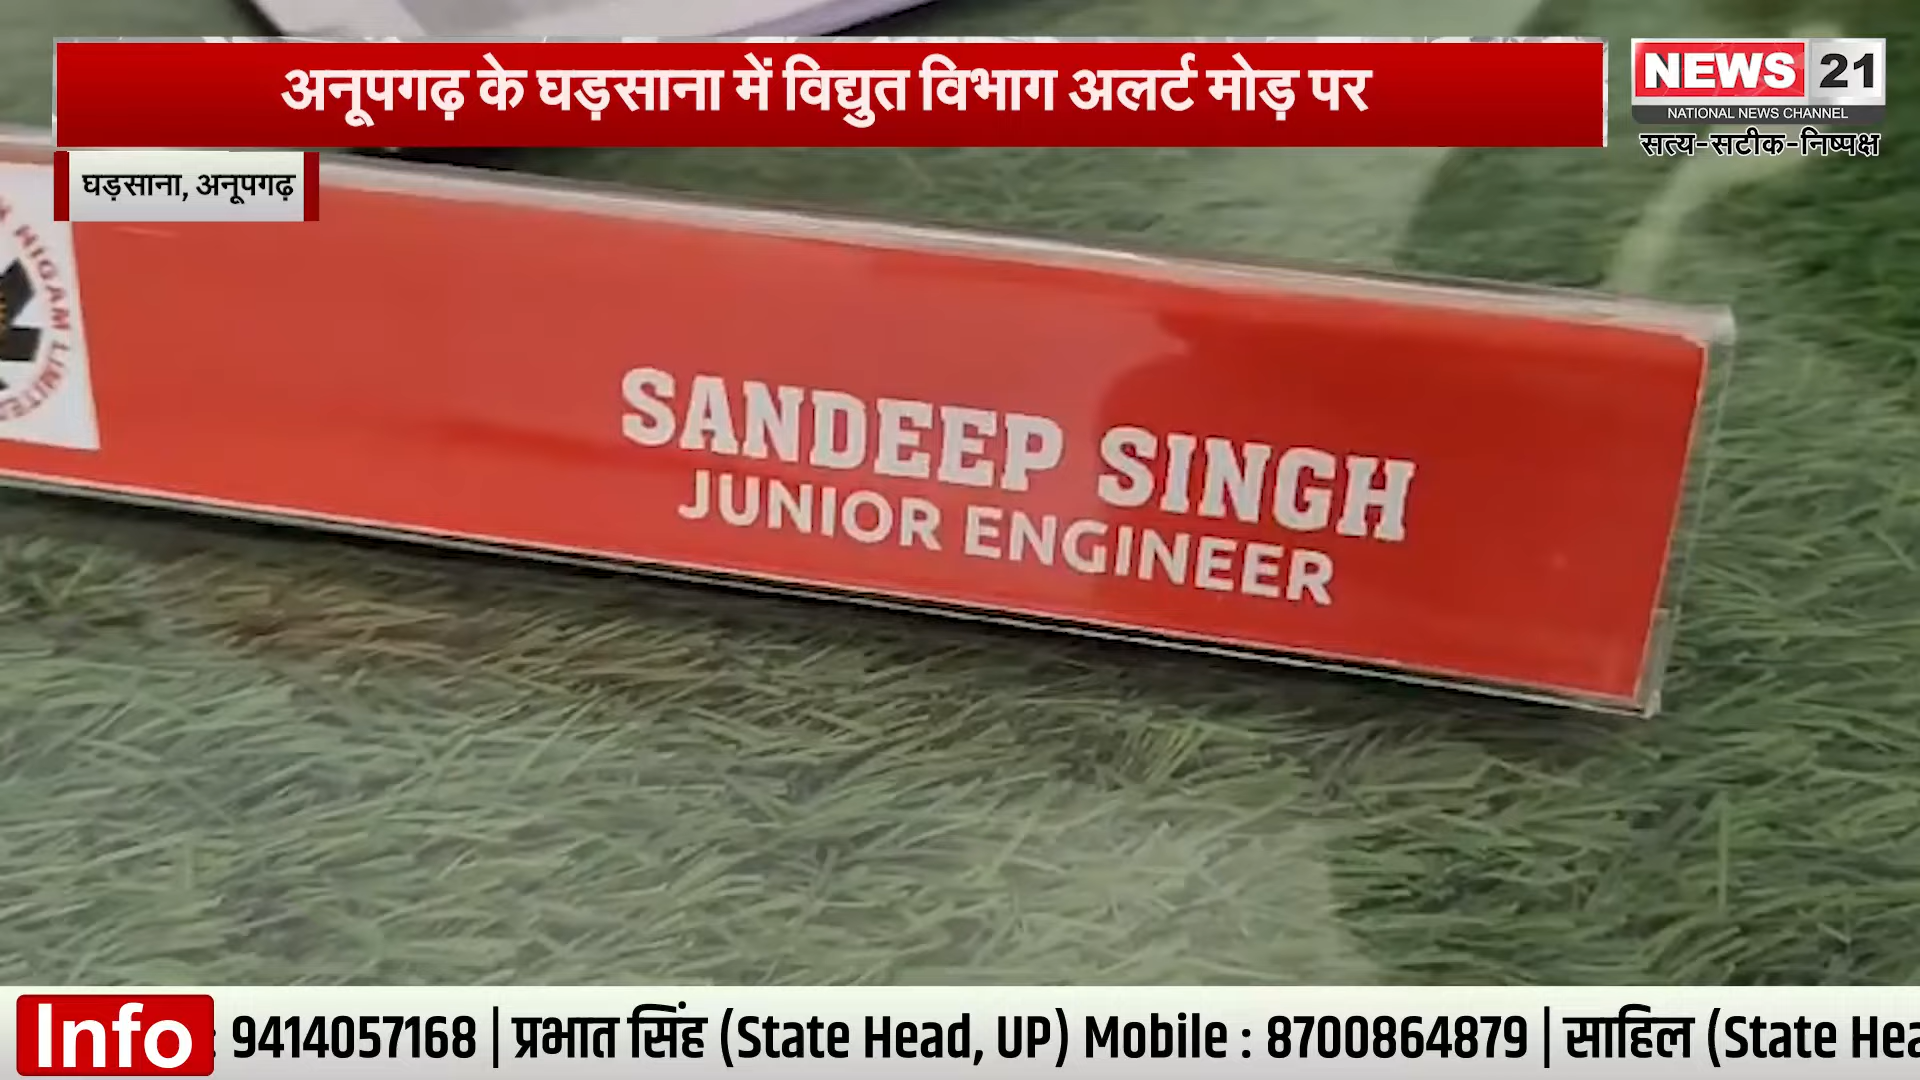 अनूपगढ़ के घड़साना में विद्युत विभाग अलर्ट मोड़ पर
NEWS 21
NATIONAL NEWS CHANNEL
सत्य-सटीक-निष्पक्ष
घड़साना, अनूपगढ़
NIGAM LIMITED
SANDEEP SINGH
JUNIOR ENGINEER
Info : 9414057168 | प्रभात सिंह (State Head, UP) Mobile : 8700864879 | साहिल (State Hea